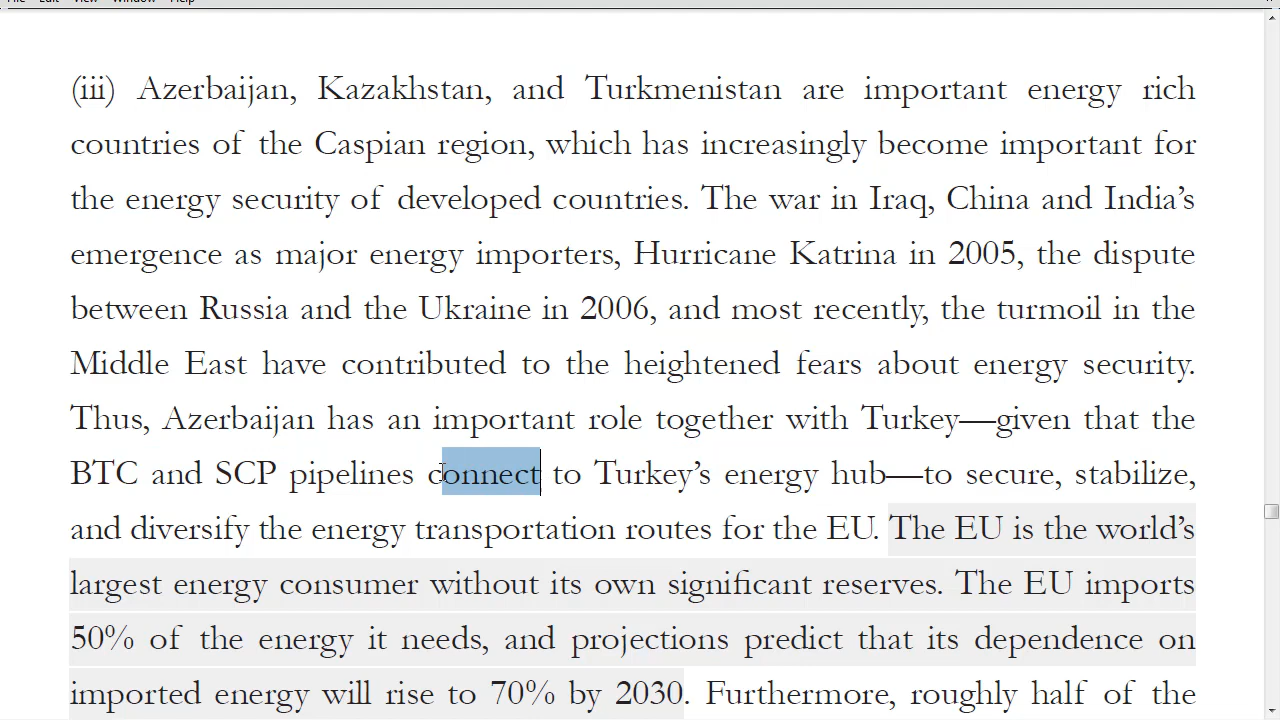 File Edit View Window Help
(iii) Azerbaijan, Kazakhstan, and Turkmenistan are important energy rich
countries of the Caspian region, which has increasingly become important for
the energy security of developed countries. The war in Iraq, China and India’s
emergence as major energy importers, Hurricane Katrina in 2005, the dispute
between Russia and the Ukraine in 2006, and most recently, the turmoil in the
Middle East have contributed to the heightened fears about energy security.
Thus, Azerbaijan has an important role together with Turkey—given that the
BTC and SCP pipelines connect to Turkey’s energy hub—to secure, stabilize,
and diversify the energy transportation routes for the EU. The EU is the world’s
largest energy consumer without its own significant reserves. The EU imports
50% of the energy it needs, and projections predict that its dependence on
imported energy will rise to 70% by 2030. Furthermore, roughly half of the